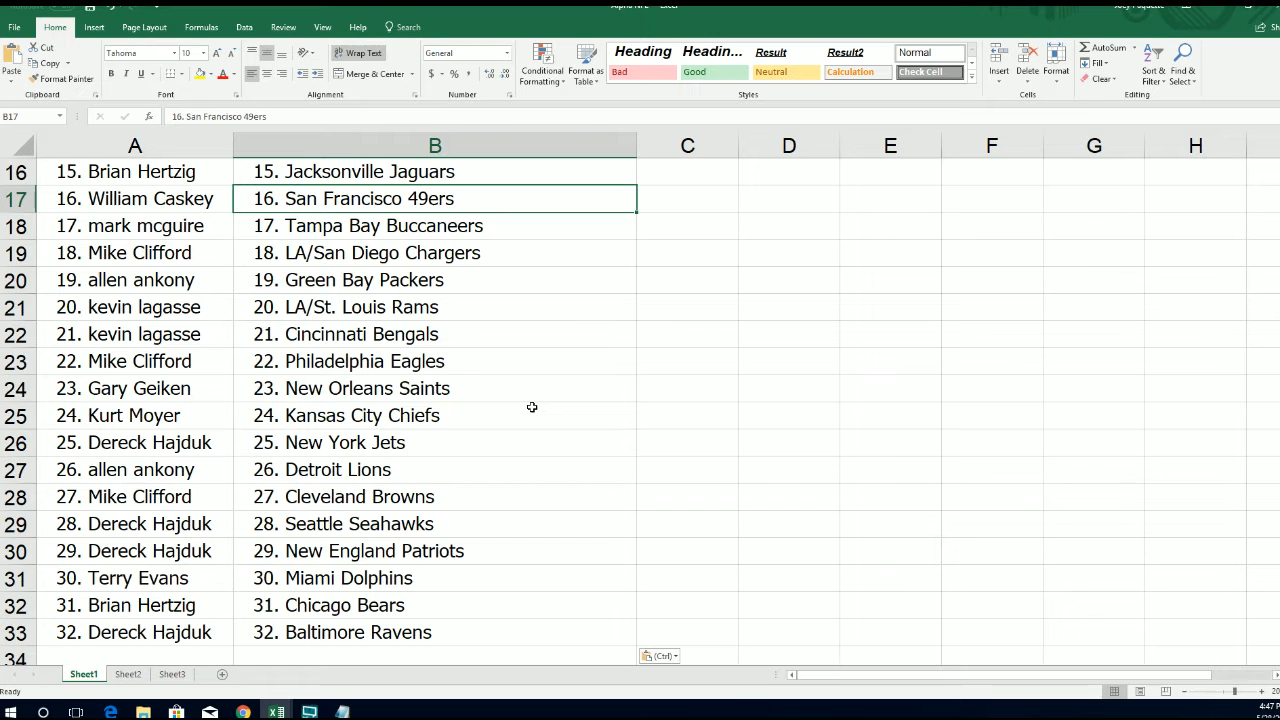 File Home Insert Page Layout Formulas Data Review View Help Search
Paste Cut Copy Format Painter Clipboard
Tahoma 10 B I U A Font
Wrap Text Merge & Center Alignment
General $ % , Number
Conditional Formatting Format as Table
Heading Headin... Result Result2 Normal
Bad Good Neutral Calculation Check Cell
Styles
Insert Delete Format Cells
AutoSum Fill Clear Sort & Filter Find & Select Editing
B17 fx 16. San Francisco 49ers
A B C D E F G H
16 15. Brian Hertzig 15. Jacksonville Jaguars
17 16. William Caskey 16. San Francisco 49ers
18 17. mark mcguire 17. Tampa Bay Buccaneers
19 18. Mike Clifford 18. LA/San Diego Chargers
20 19. allen ankony 19. Green Bay Packers
21 20. kevin lagasse 20. LA/St. Louis Rams
22 21. kevin lagasse 21. Cincinnati Bengals
23 22. Mike Clifford 22. Philadelphia Eagles
24 23. Gary Geiken 23. New Orleans Saints
25 24. Kurt Moyer 24. Kansas City Chiefs
26 25. Dereck Hajduk 25. New York Jets
27 26. allen ankony 26. Detroit Lions
28 27. Mike Clifford 27. Cleveland Browns
29 28. Dereck Hajduk 28. Seattle Seahawks
30 29. Dereck Hajduk 29. New England Patriots
31 30. Terry Evans 30. Miami Dolphins
32 31. Brian Hertzig 31. Chicago Bears
33 32. Dereck Hajduk 32. Baltimore Ravens
34
(Ctrl)
Sheet1 Sheet2 Sheet3
Ready
4:47 P